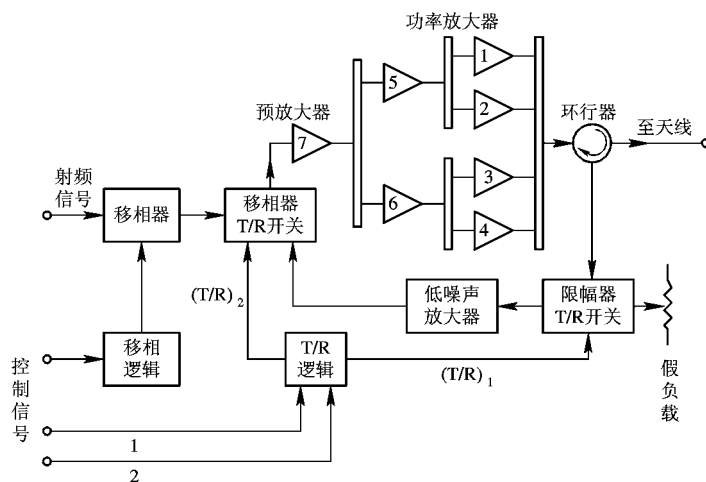 功率放大器
1
5
2
预放大器
环行器
至天线
7
射频
信号
移相器
移相器
T/R开关
3
6
4
(T/R)2
低噪声
放大器
限幅器
T/R开关
控制信号
移相
逻辑
T/R
逻辑
(T/R)1
假负载
1
2